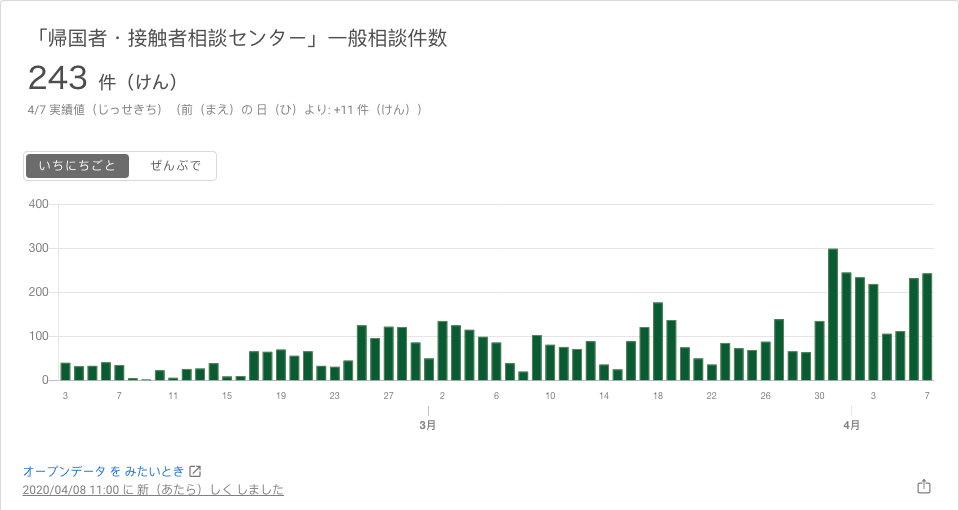 「帰国者・接触者相談センター」一般相談件数
243 件（けん）
4/7 実績値（じっせきち）（前（まえ）の 日（ひ）より: +11 件（けん））
いちにちごと ぜんぶで
400
300
200
100
0
3 7 11 15 19 23 27 2 6 10 14 18 22 26 30 3 7
3月 4月
オープンデータ を みたいとき
2020/04/08 11:00 に 新（あたら）しく しました